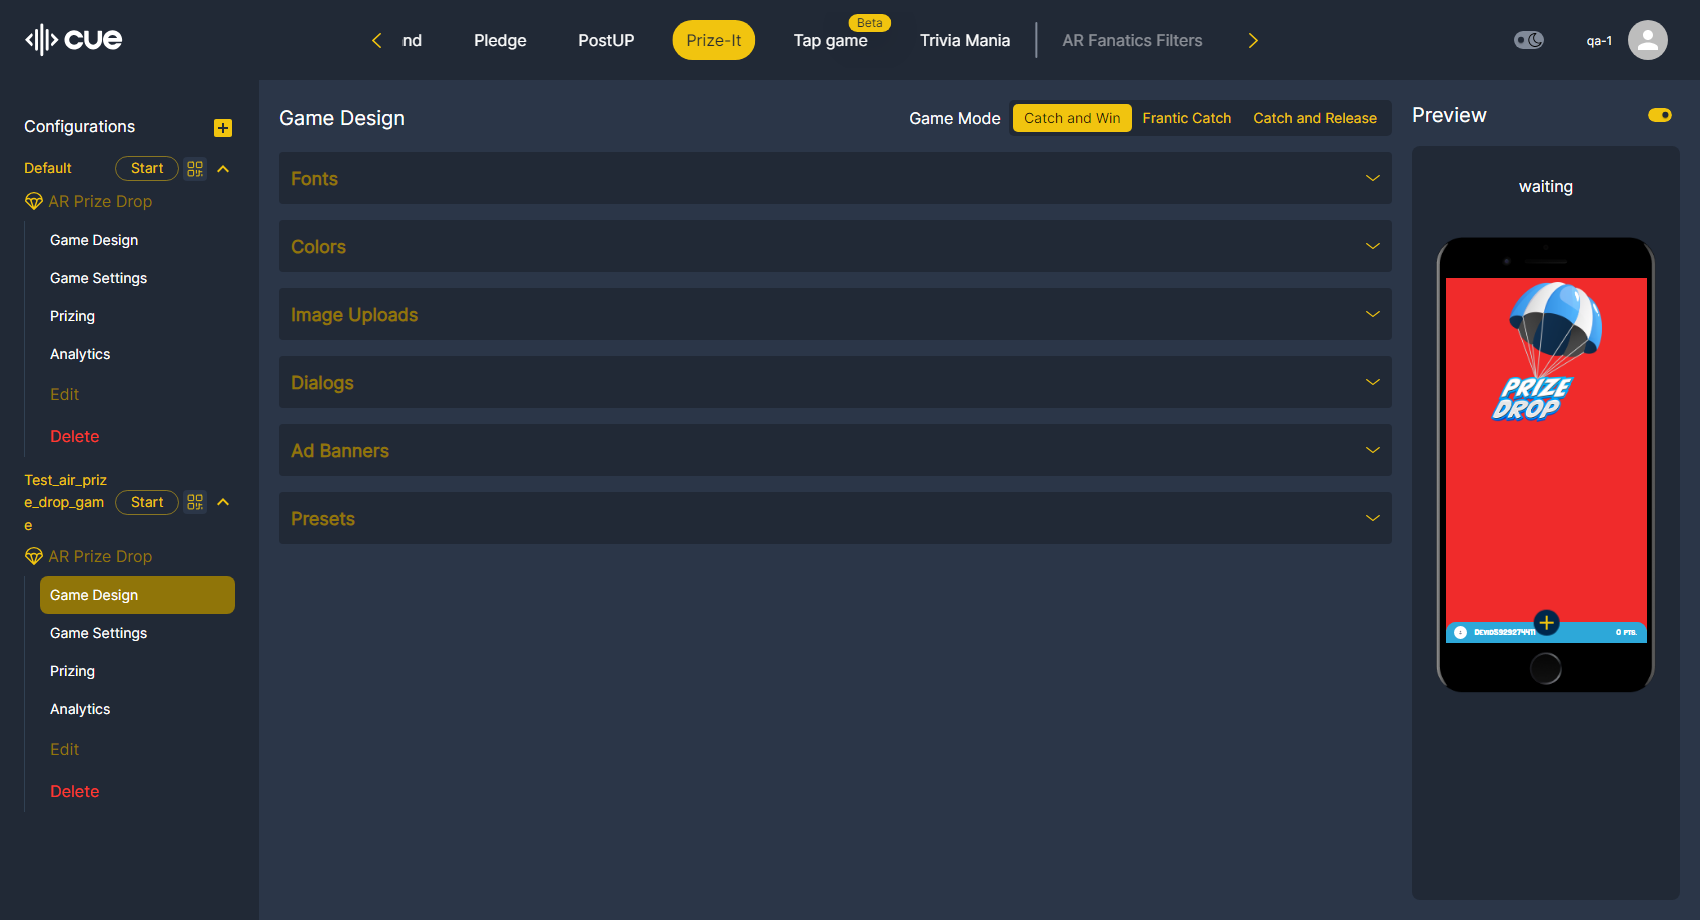 cue
nd
Pledge
PostUP
Prize-It
Beta
Tap game
Trivia Mania
AR Fanatics Filters
qa-1
Configurations
Default
Start
AR Prize Drop
Game Design
Game Settings
Prizing
Analytics
Edit
Delete
Test_air_priz
e_drop_gam
e
Start
AR Prize Drop
Game Design
Game Settings
Prizing
Analytics
Edit
Delete
Game Design
Game Mode
Catch and Win
Frantic Catch
Catch and Release
Fonts
Colors
Image Uploads
Dialogs
Ad Banners
Presets
Preview
waiting
PRIZE
DROP
0 PTS.